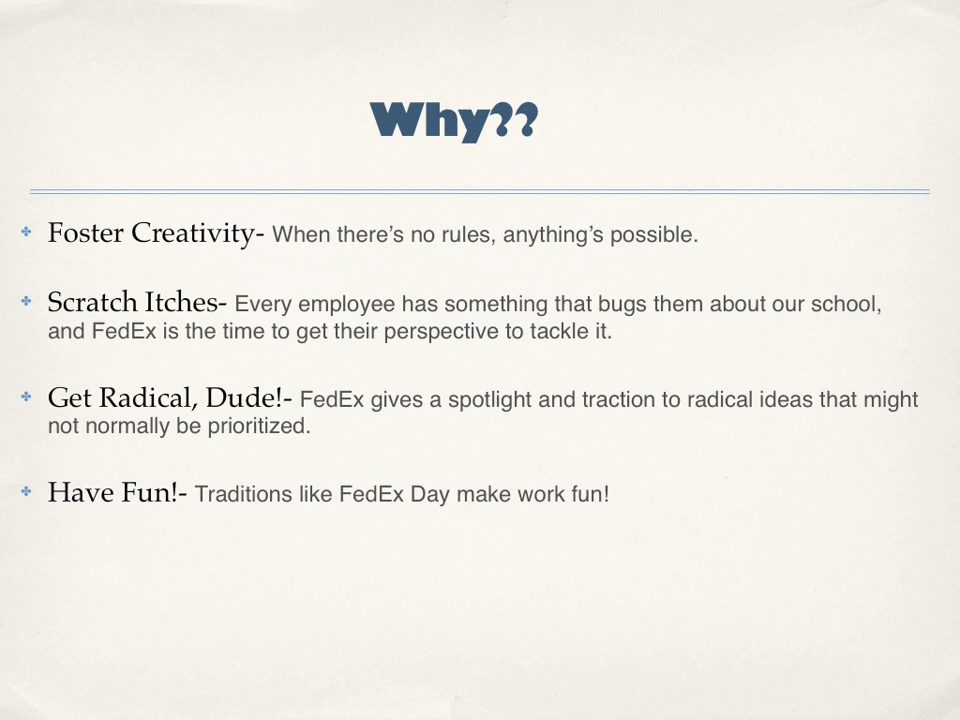 Why??
Foster Creativity- When there’s no rules, anything’s possible.
Scratch Itches- Every employee has something that bugs them about our school,
and FedEx is the time to get their perspective to tackle it.
Get Radical, Dude!- FedEx gives a spotlight and traction to radical ideas that might
not normally be prioritized.
Have Fun!- Traditions like FedEx Day make work fun!